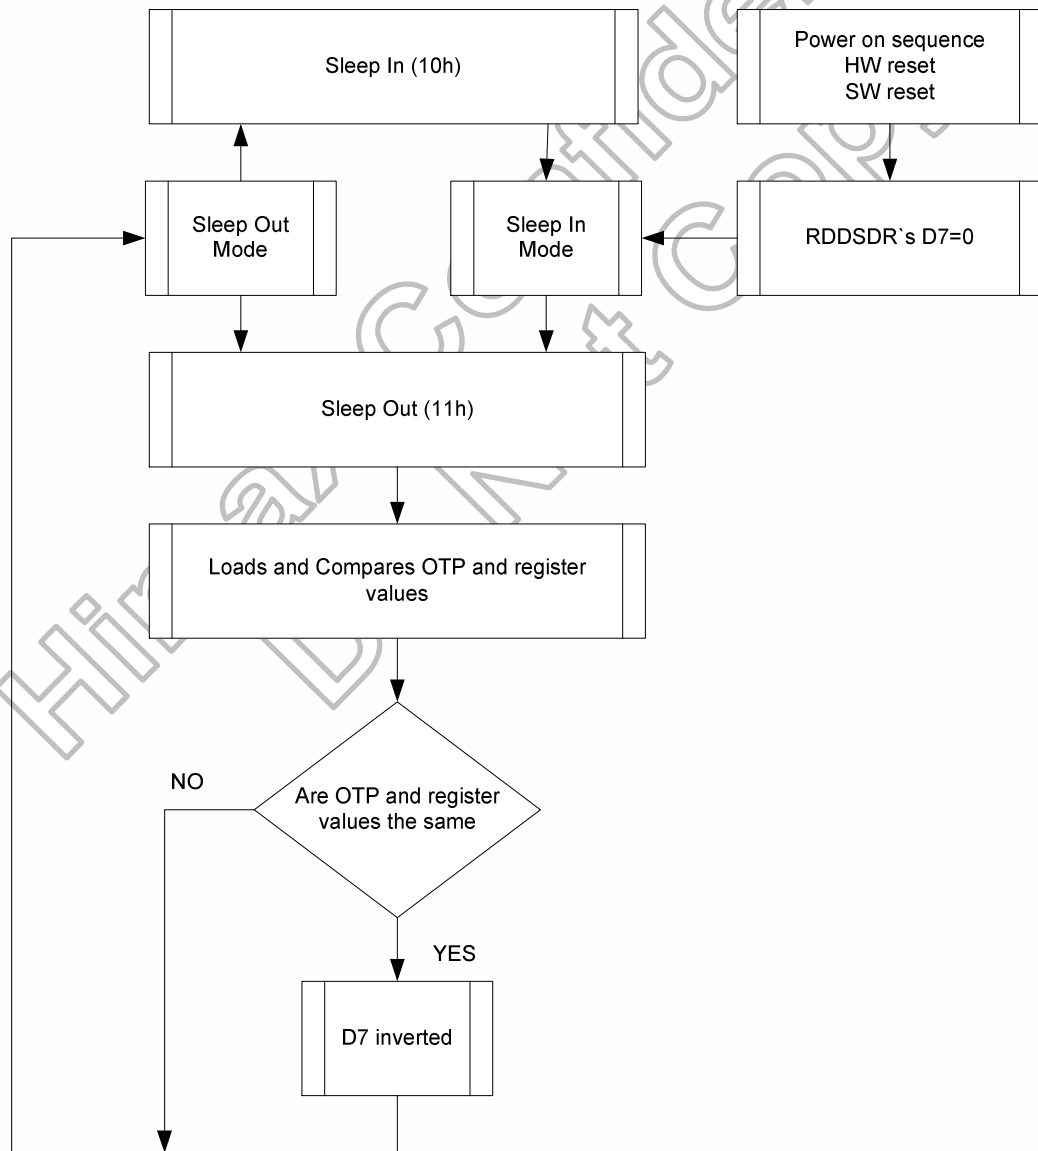 Sleep In (10h)
Power on sequence
HW reset
SW reset
Sleep Out
Mode
Sleep In
Mode
RDDSDR`s D7=0
Sleep Out (11h)
Loads and Compares OTP and register
values
Are OTP and register
values the same
NO
YES
D7 inverted